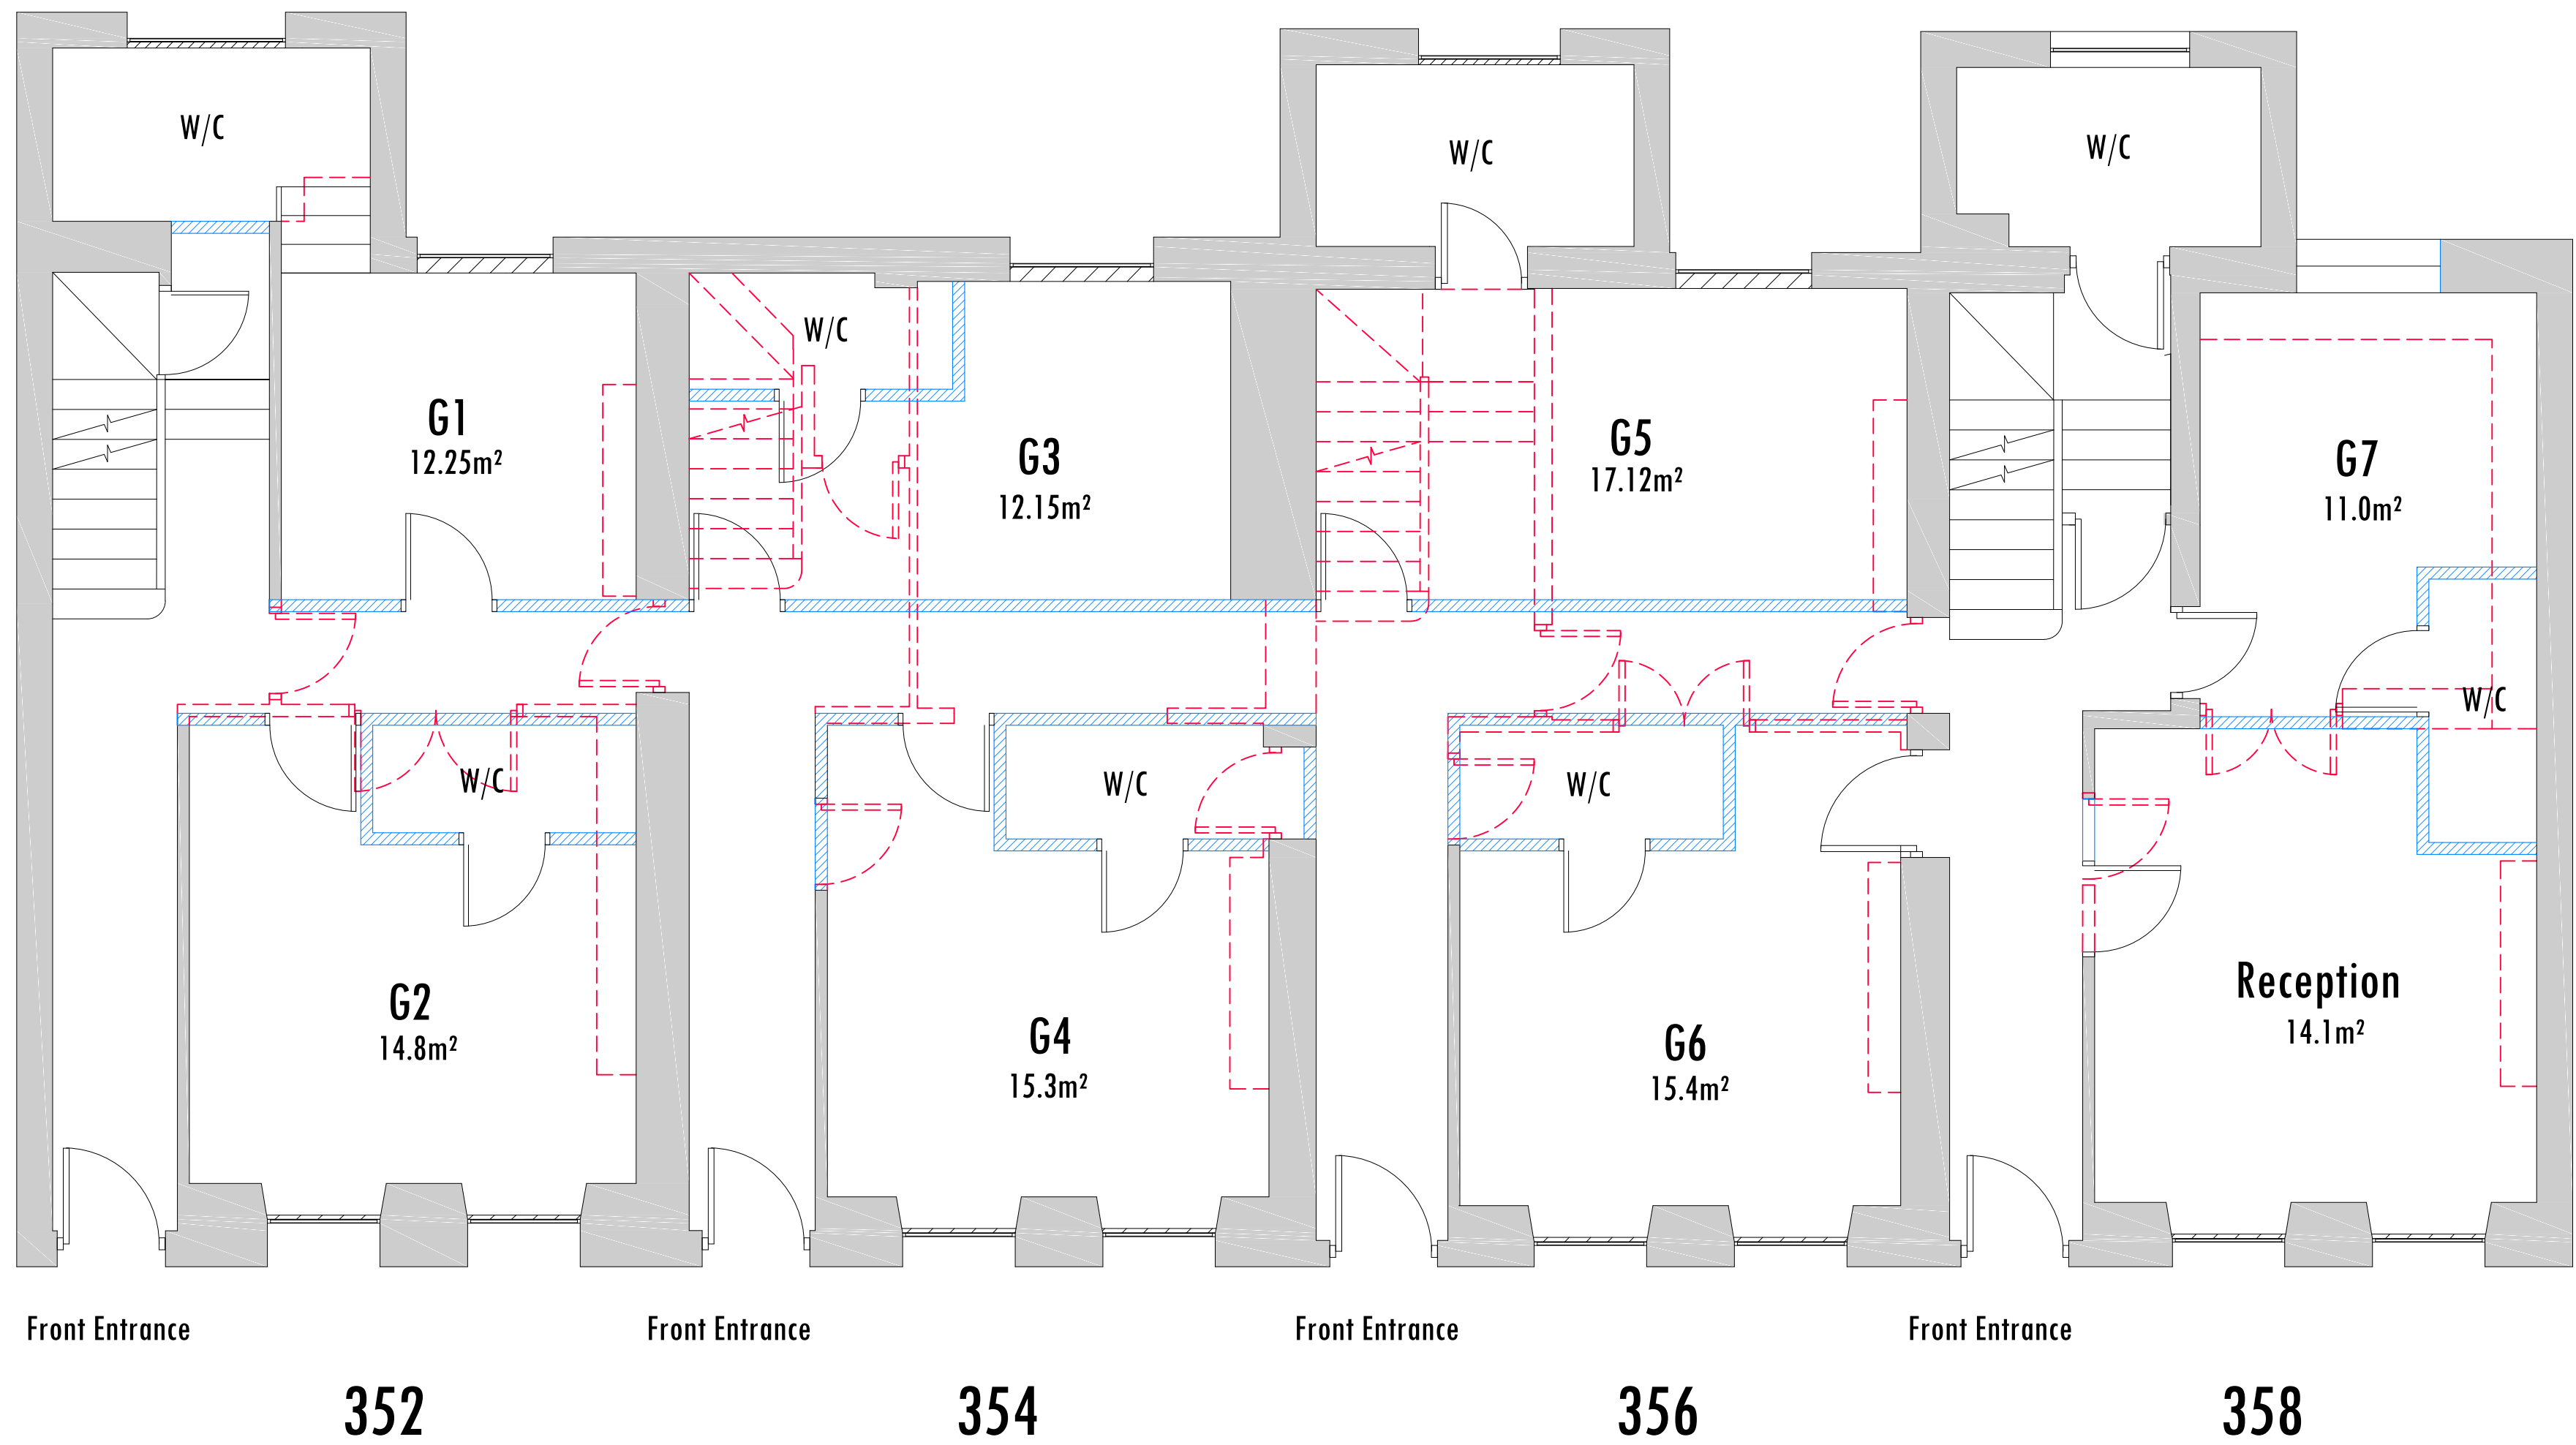 W/C
W/C
W/C
W/C
G1
12.25m²
G3
12.15m²
G5
17.12m²
G7
11.0m²
W/C
W/C
W/C
W/C
G2
14.8m²
G4
15.3m²
G6
15.4m²
Reception
14.1m²
Front Entrance
Front Entrance
Front Entrance
Front Entrance
352
354
356
358